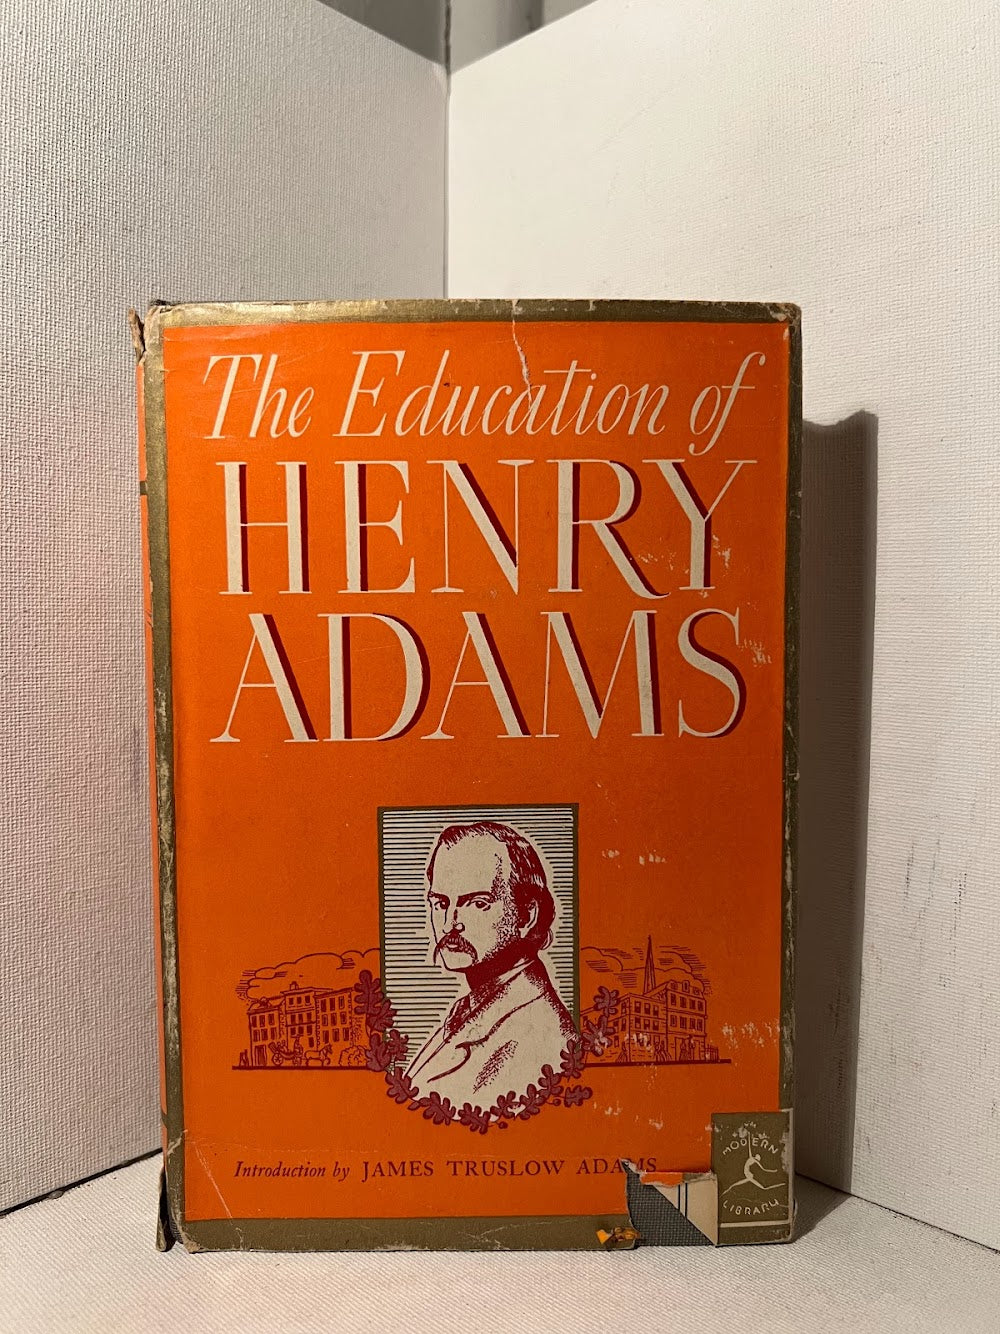 The Education of
HENRY
ADAMS
Introduction by JAMES TRUSLOW ADAMS
MODERN
LIBRARY